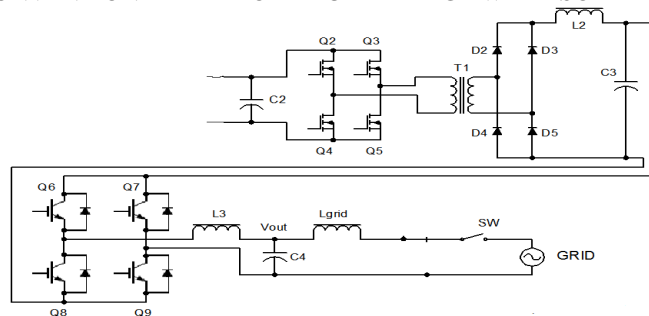 L2
Q2 Q3
T1
D2 D3
C2
C3
D4 D5
Q4 Q5
Q6 Q7
L3 Vout Lgrid
SW
C4
GRID
Q8 Q9